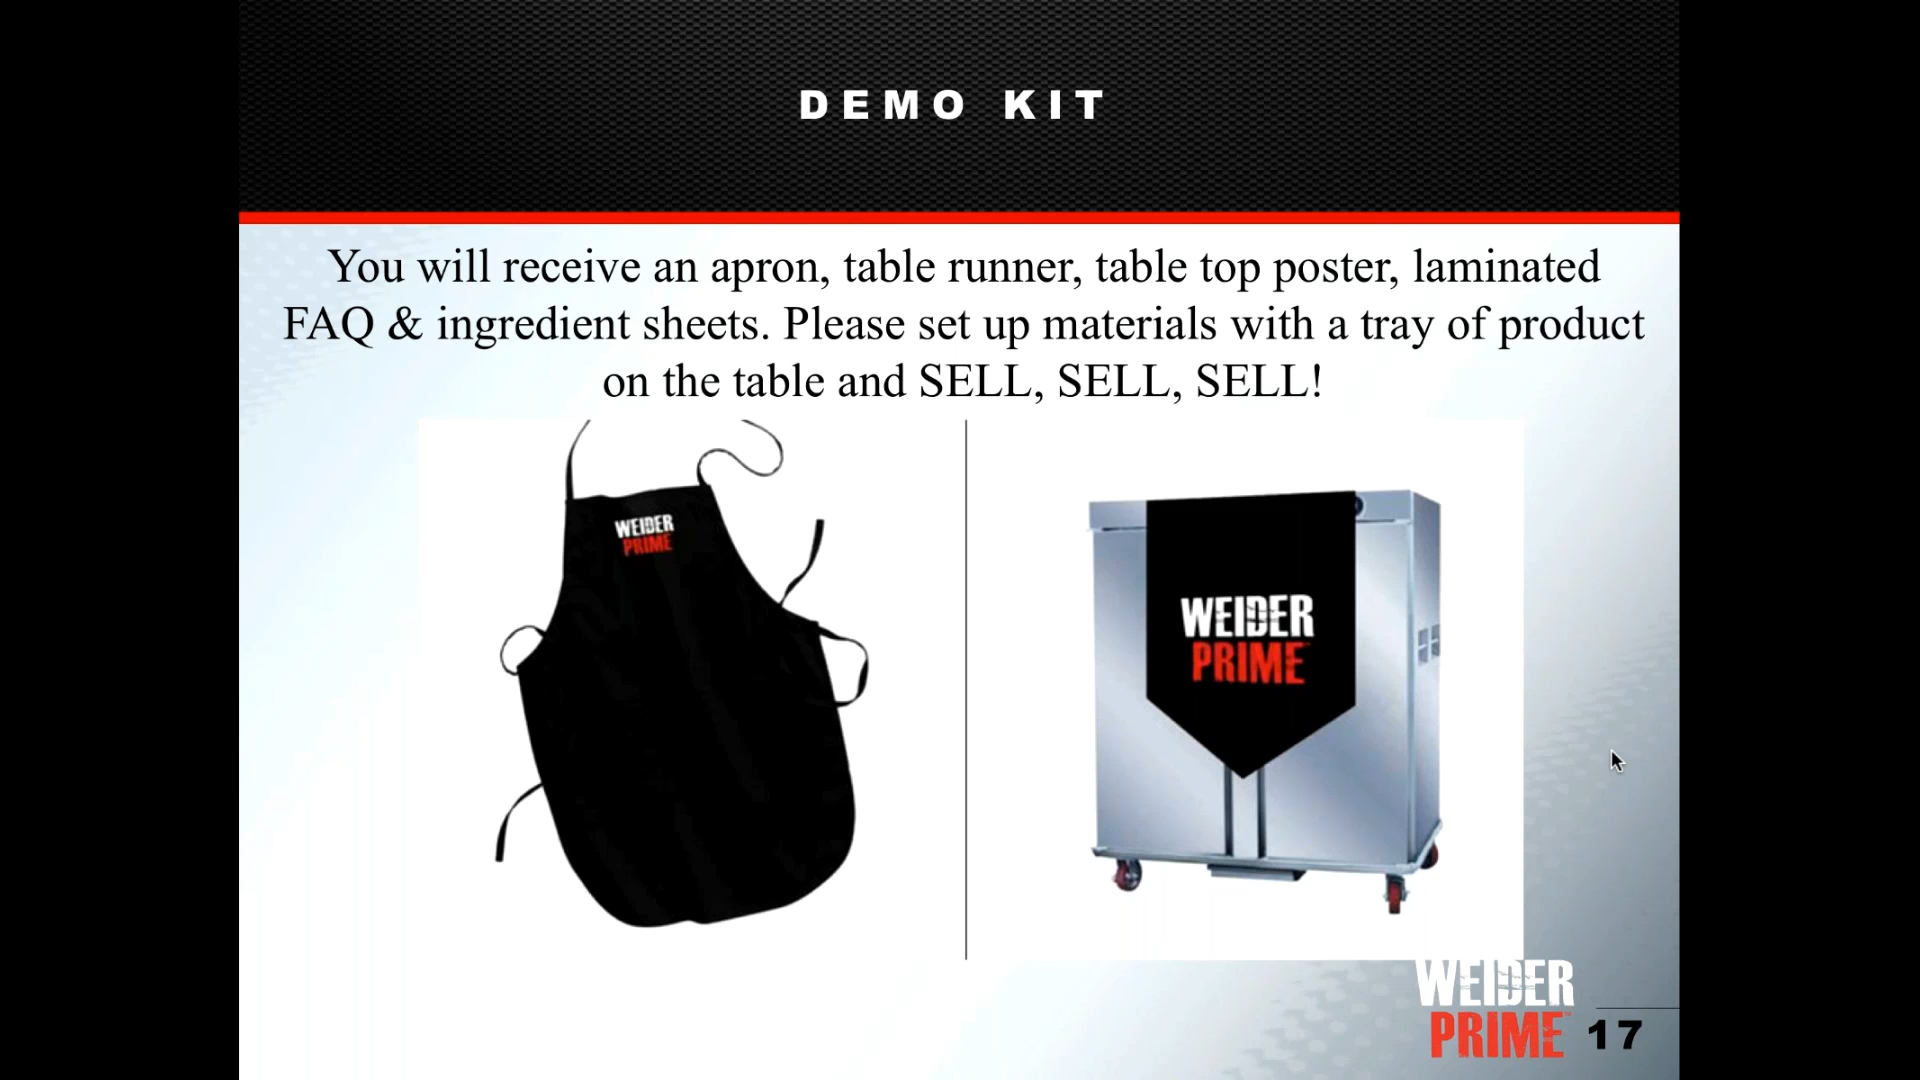 DEMO KIT
You will receive an apron, table runner, table top poster, laminated
FAQ & ingredient sheets. Please set up materials with a tray of product
on the table and SELL, SELL, SELL!
WEIDER
PRIME
WEIDER
PRIME
WEIDER
PRIME
17